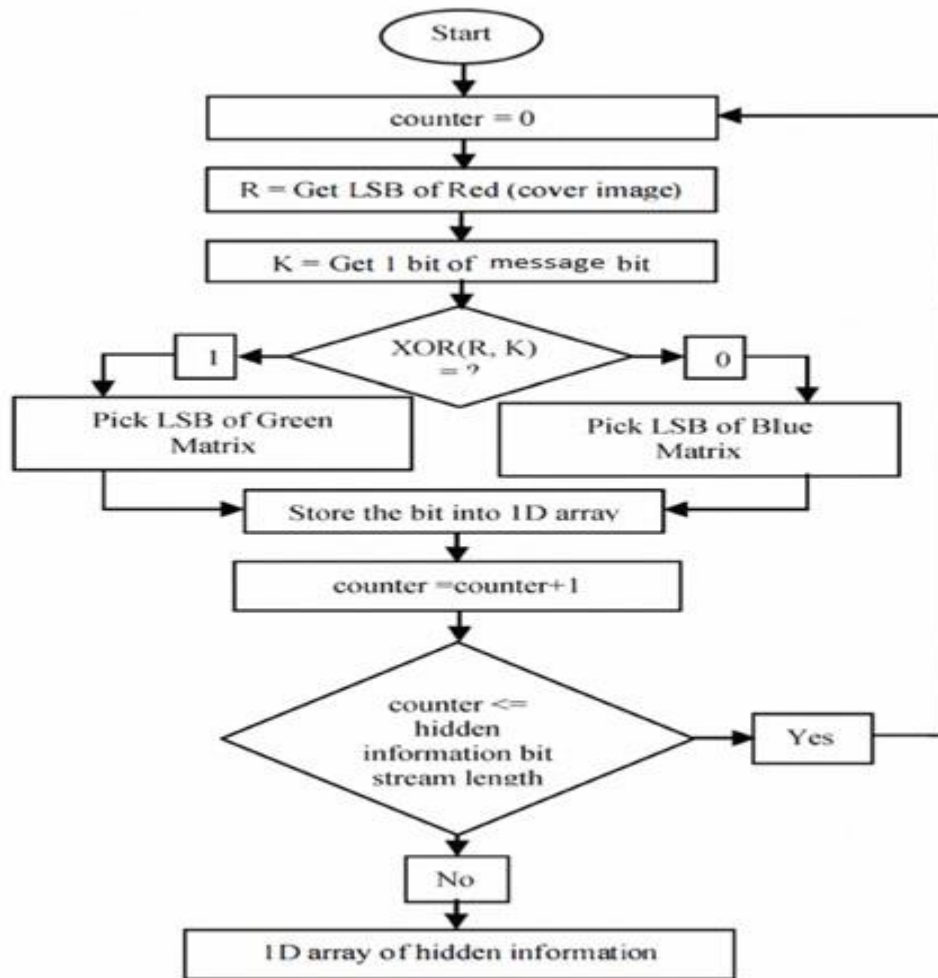 Start
counter = 0
R = Get LSB of Red (cover image)
K = Get 1 bit of message bit
XOR(R, K)
= ?
1
0
Pick LSB of Green
Matrix
Pick LSB of Blue
Matrix
Store the bit into 1D array
counter =counter+1
counter <=
hidden
information bit
stream length
Yes
No
1D array of hidden information